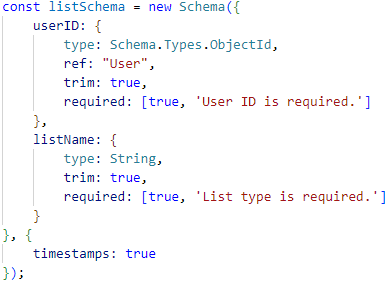 const listSchema = new Schema({
    userID: {
        type: Schema.Types.ObjectId,
        ref: "User",
        trim: true,
        required: [true, 'User ID is required.']
    },
    listName: {
        type: String,
        trim: true,
        required: [true, 'List type is required.']
    }
}, {
    timestamps: true
});